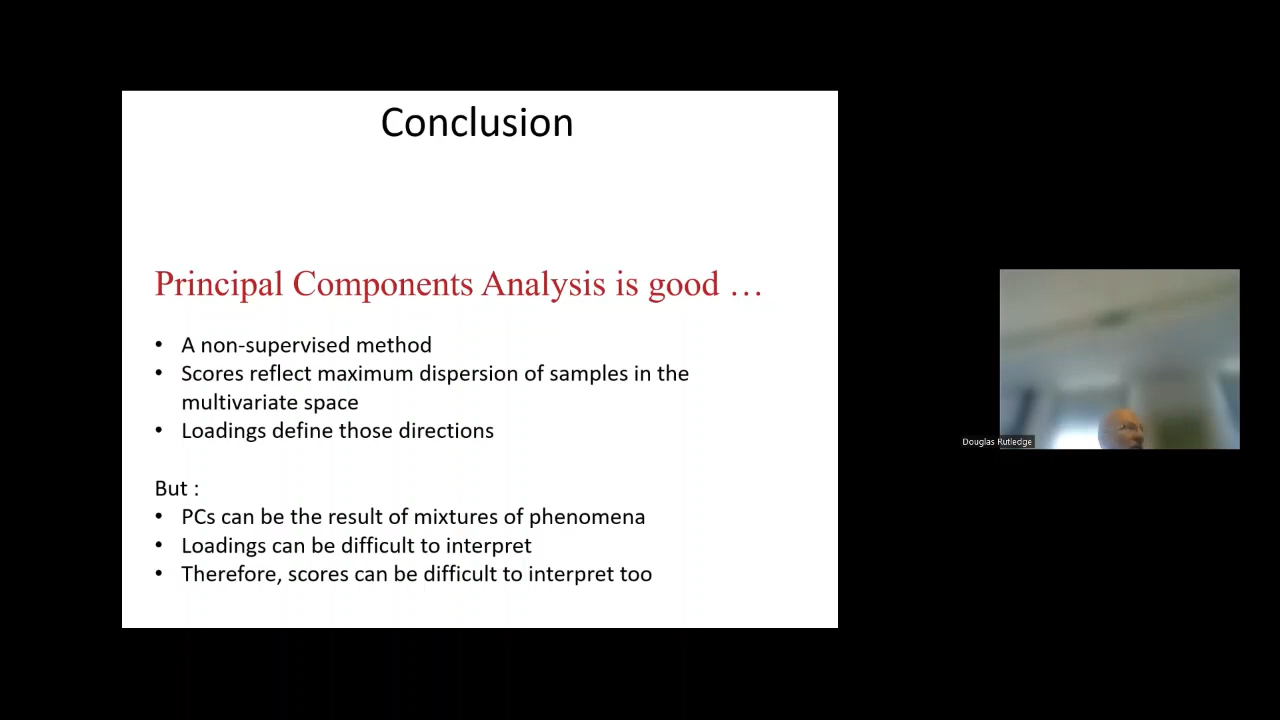 Conclusion
Principal Components Analysis is good …
• A non-supervised method
• Scores reflect maximum dispersion of samples in the
multivariate space
• Loadings define those directions
But :
• PCs can be the result of mixtures of phenomena
• Loadings can be difficult to interpret
• Therefore, scores can be difficult to interpret too
Douglas Rutledge